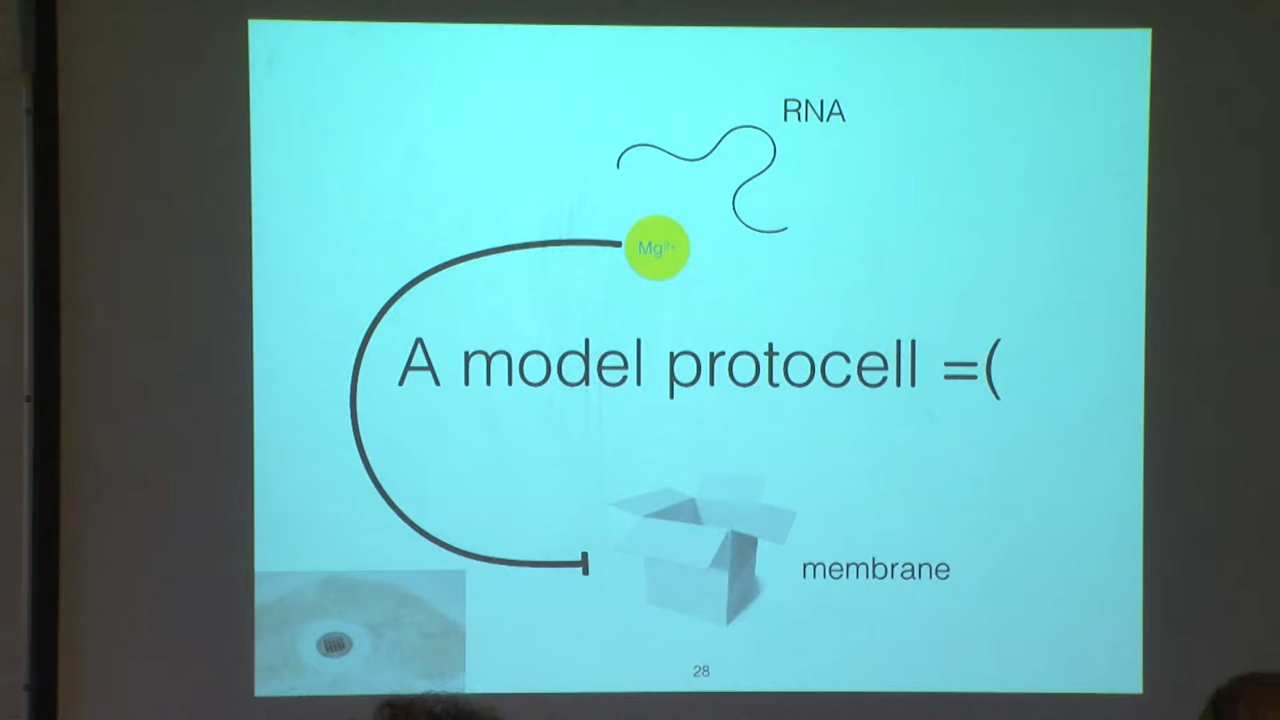 RNA
Mg²⁺
A model protocell =(
membrane
28